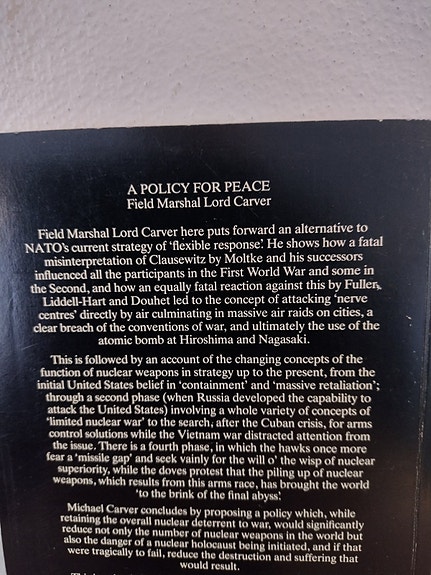 A POLICY FOR PEACE
Field Marshal Lord Carver
Field Marshal Lord Carver here puts forward an alternative to
NATO's current strategy of 'flexible response'. He shows how a fatal
misinterpretation of Clausewitz by Moltke and his successors
influenced all the participants in the First World War and some in
the Second, and how an equally fatal reaction against this by Fuller,
Liddell-Hart and Douhet led to the concept of attacking 'nerve
centres' directly by air culminating in massive air raids on cities, a
clear breach of the conventions of war, and ultimately the use of the
atomic bomb at Hiroshima and Nagasaki.
This is followed by an account of the changing concepts of the
function of nuclear weapons in strategy up to the present, from the
initial United States belief in 'containment' and 'massive retaliation';
through a second phase (when Russia developed the capability to
attack the United States) involving a whole variety of concepts of
'limited nuclear war' to the search, after the Cuban crisis, for arms
control solutions while the Vietnam war distracted attention from
the issue. There is a fourth phase, in which the hawks once more
fear a 'missile gap' and seek vainly for the will o' the wisp of nuclear
superiority, while the doves protest that the piling up of nuclear
weapons, which results from this arms race, has brought the world
'to the brink of the final abyss'.
Michael Carver concludes by proposing a policy which, while
retaining the overall nuclear deterrent to war, would significantly
reduce not only the number of nuclear weapons in the world but
also the danger of a nuclear holocaust being initiated, and if that
were tragically to fail, reduce the destruction and suffering that
would result.